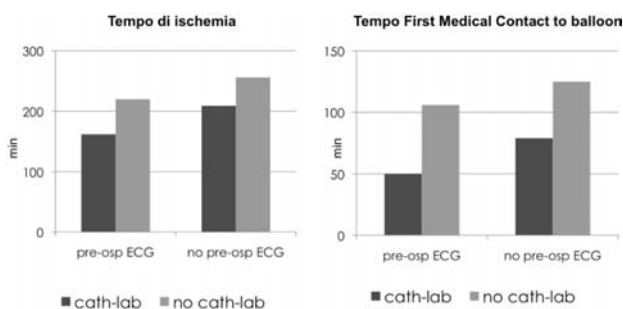 Tempo di ischemia
300
200
100
0
min
pre-osp ECG
no pre-osp ECG
cath-lab
no cath-lab
Tempo First Medical Contact to balloon
150
100
50
0
min
pre-osp ECG
no pre-osp ECG
cath-lab
no cath-lab